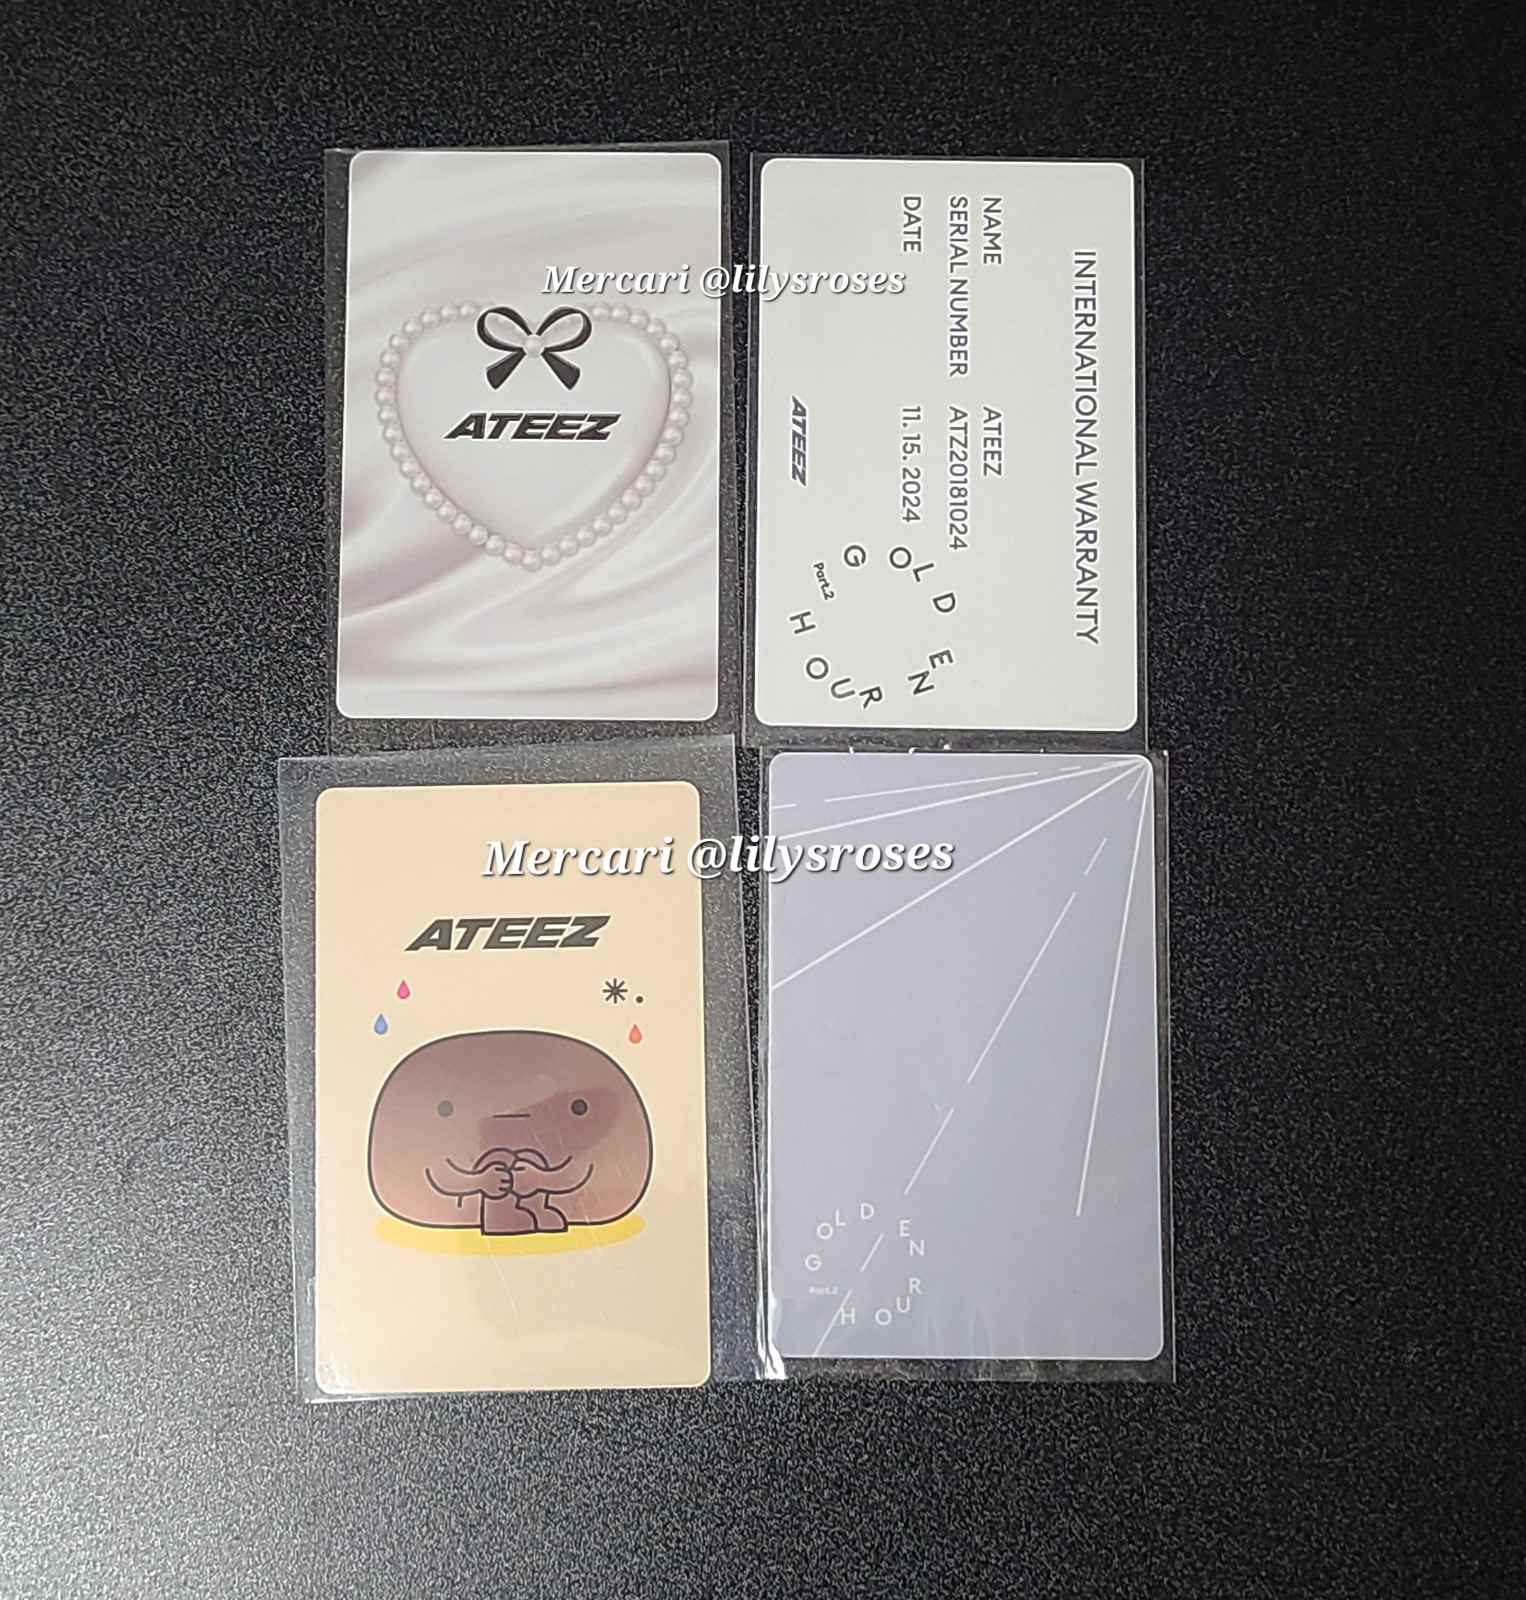 Mercari @lilysroses
ATEEZ
INTERNATIONAL WARRANTY
NAME ATEEZ
SERIAL NUMBER ATZ20181024
DATE 11. 15. 2024
ATEEZ
GOLDEN
HOUR
Part.2
Mercari @lilysroses
ATEEZ
GOLDEN
HOUR
Part.2